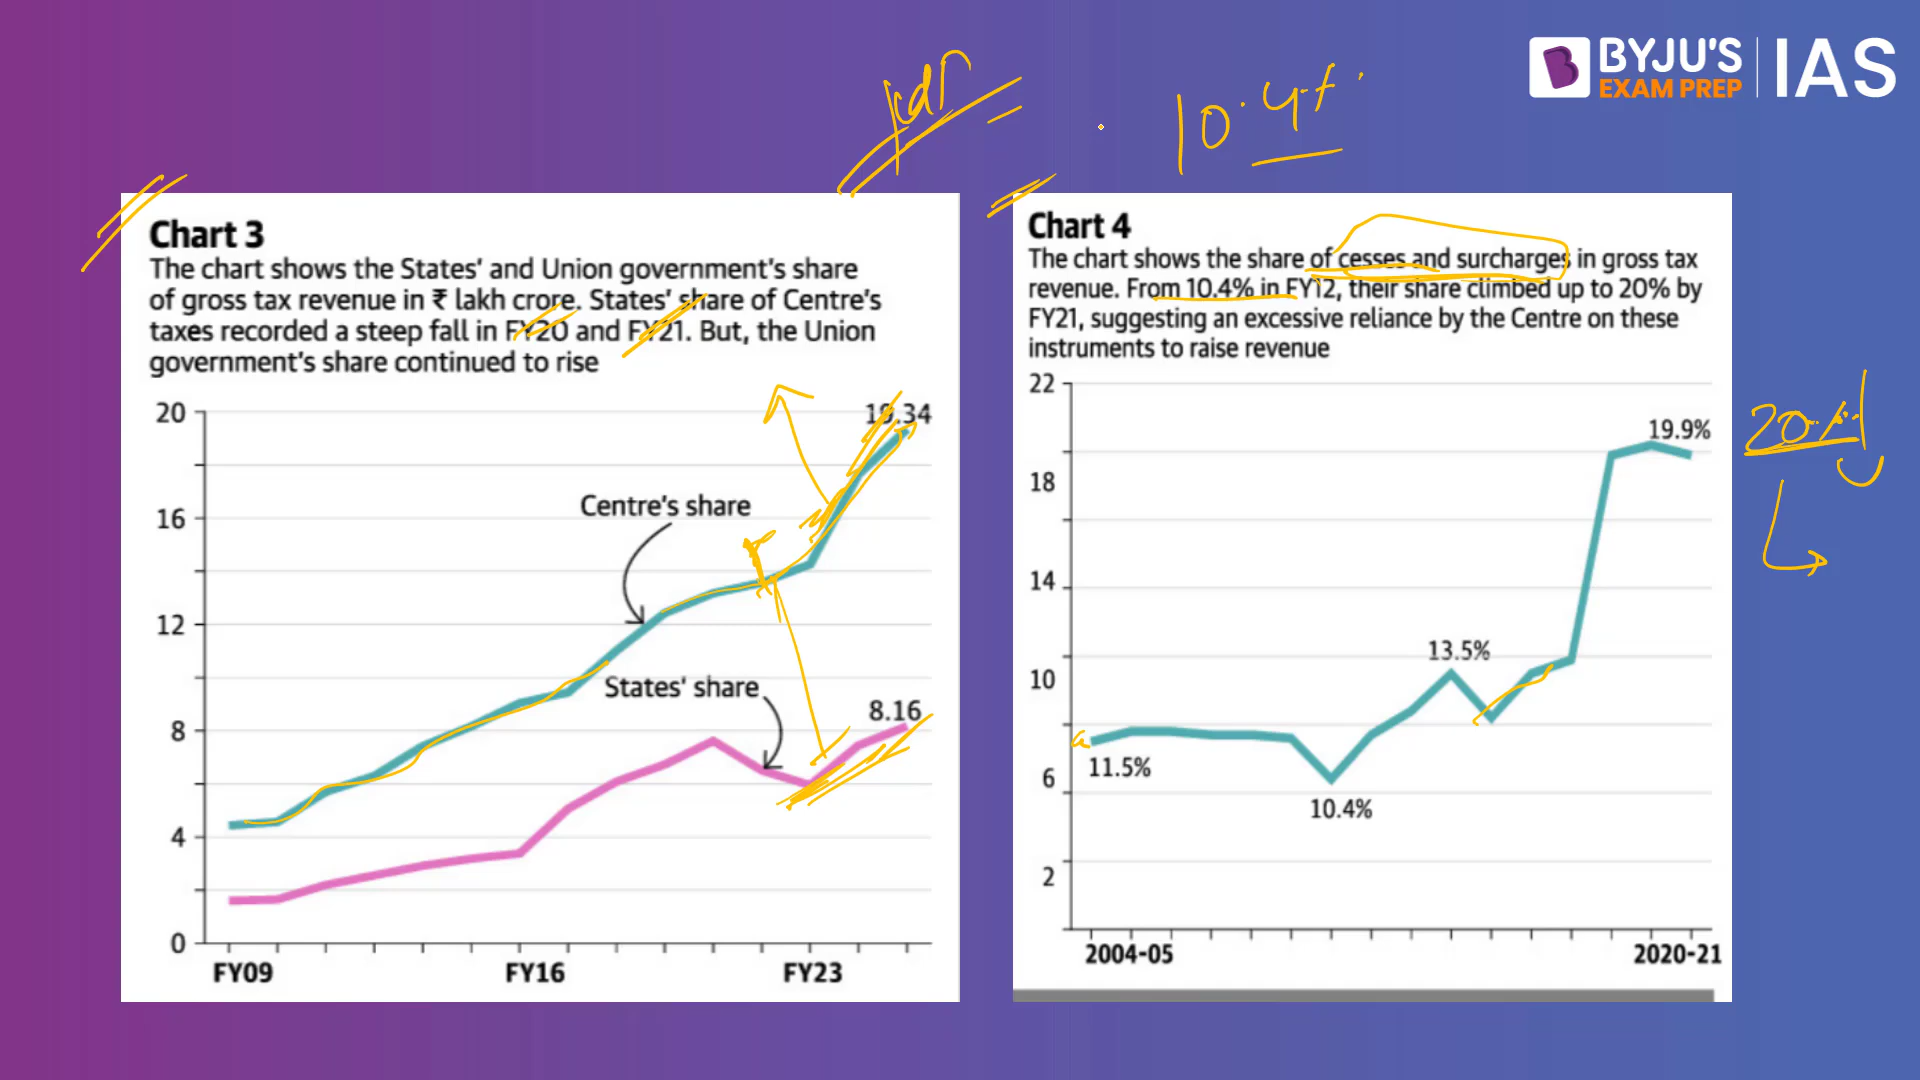 BYJU'S
EXAM PREP
IAS
10.4%
Chart 3
The chart shows the States' and Union government's share
of gross tax revenue in ₹ lakh crore. States' share of Centre's
taxes recorded a steep fall in FY20 and FY21. But, the Union
government's share continued to rise
20
16
12
8
4
0
19.34
Centre's share
States' share
8.16
FY09
FY16
FY23
Chart 4
The chart shows the share of cesses and surcharges in gross tax
revenue. From 10.4% in FY12, their share climbed up to 20% by
FY21, suggesting an excessive reliance by the Centre on these
instruments to raise revenue
22
18
14
10
6
2
19.9%
13.5%
11.5%
10.4%
2004-05
2020-21
20%